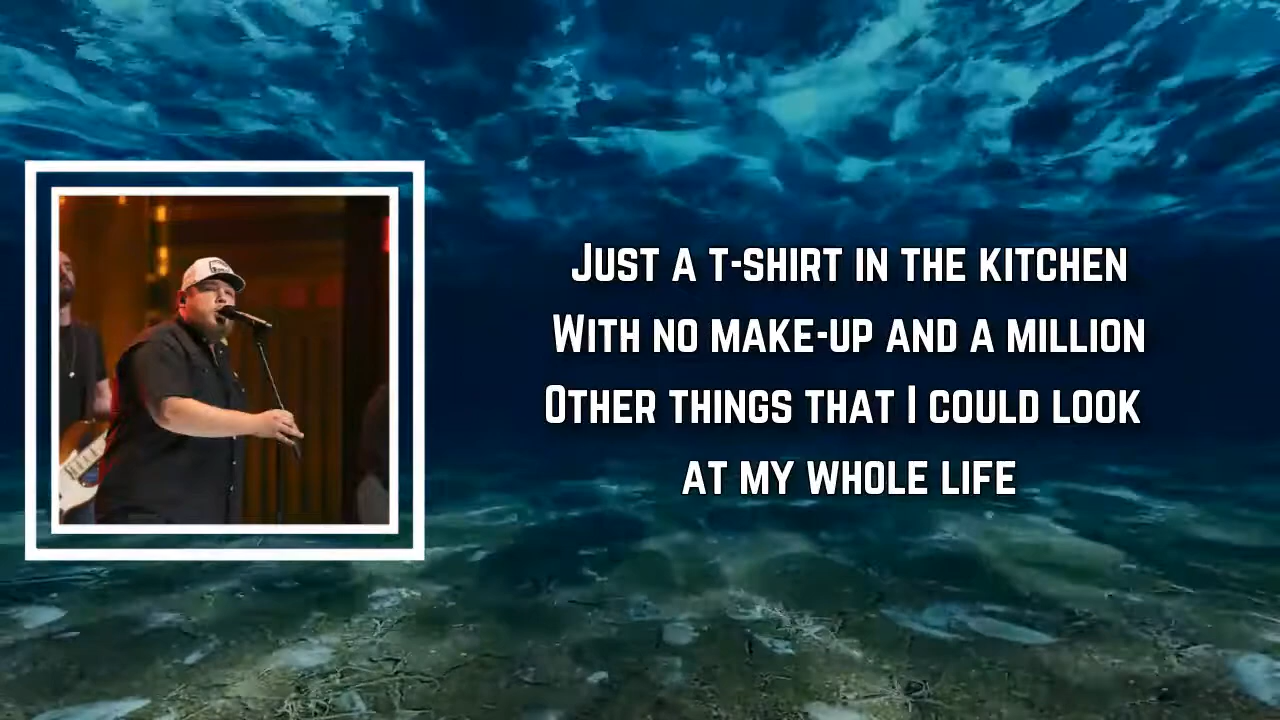 Just a t-shirt in the kitchen
With no make-up and a million
Other things that I could look
at my whole life